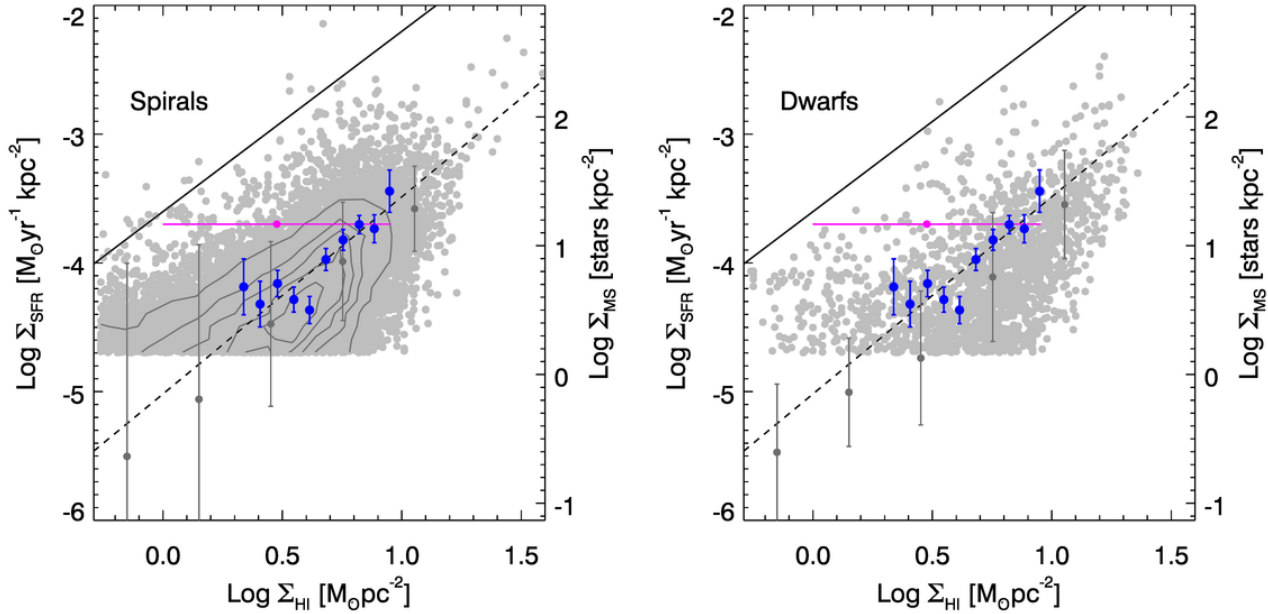 -2
-3
-4
-5
-6
Log Σ_SFR [M_⊙yr⁻¹ kpc⁻²]
Spirals
2
1
0
-1
Log Σ_MS [stars kpc⁻²]
0.0 0.5 1.0 1.5
Log Σ_HI [M_⊙pc⁻²]
-2
-3
-4
-5
-6
Log Σ_SFR [M_⊙yr⁻¹ kpc⁻²]
Dwarfs
2
1
0
-1
Log Σ_MS [stars kpc⁻²]
0.0 0.5 1.0 1.5
Log Σ_HI [M_⊙pc⁻²]